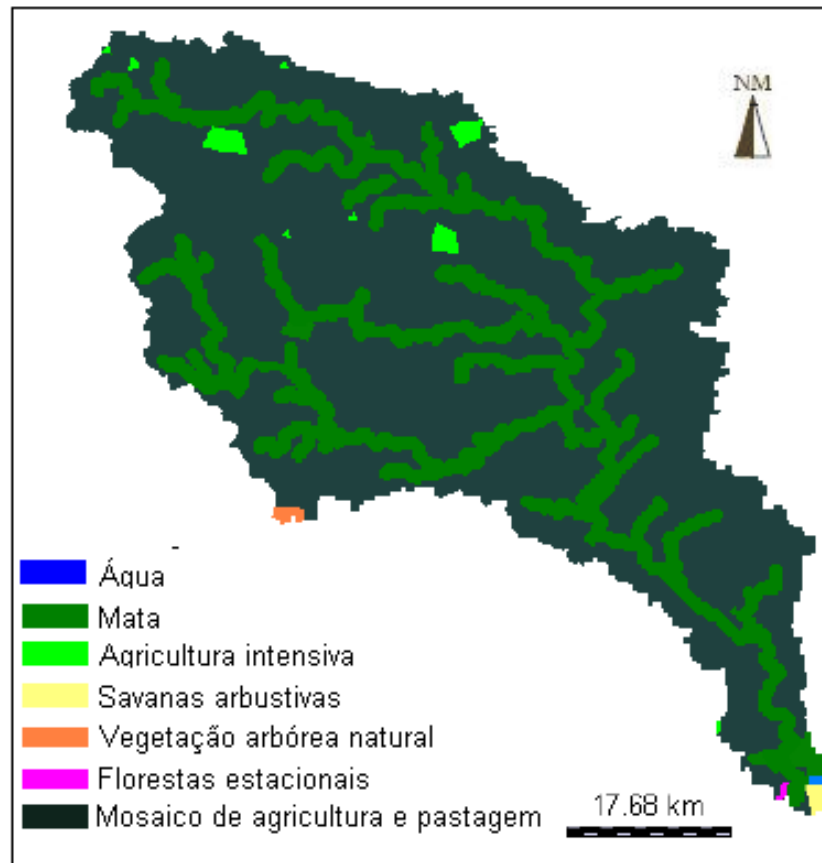 NM
Água
Mata
Agricultura intensiva
Savanas arbustivas
Vegetação arbórea natural
Florestas estacionais
Mosaico de agricultura e pastagem
17.68 km